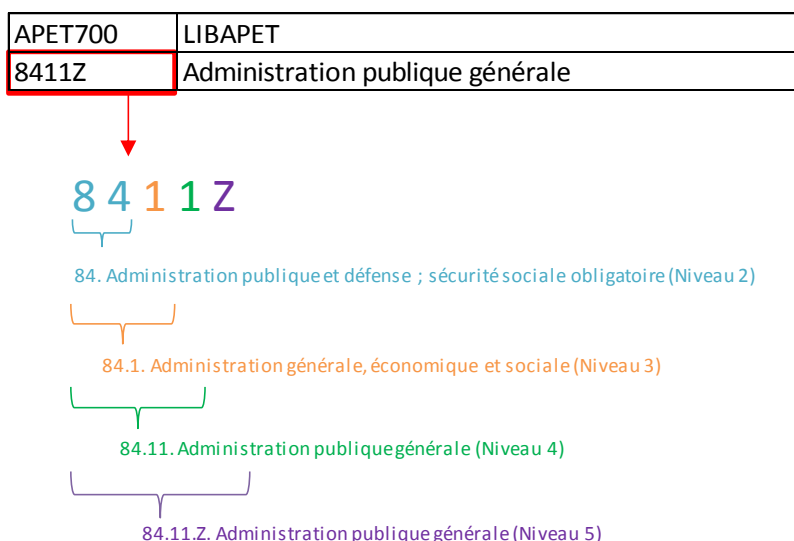 APET700 LIBAPET
8411Z Administration publique générale
8 4 1 1 Z
84. Administration publique et défense ; sécurité sociale obligatoire (Niveau 2)
84.1. Administration générale, économique et sociale (Niveau 3)
84.11. Administration publique générale (Niveau 4)
84.11.Z. Administration publique générale (Niveau 5)